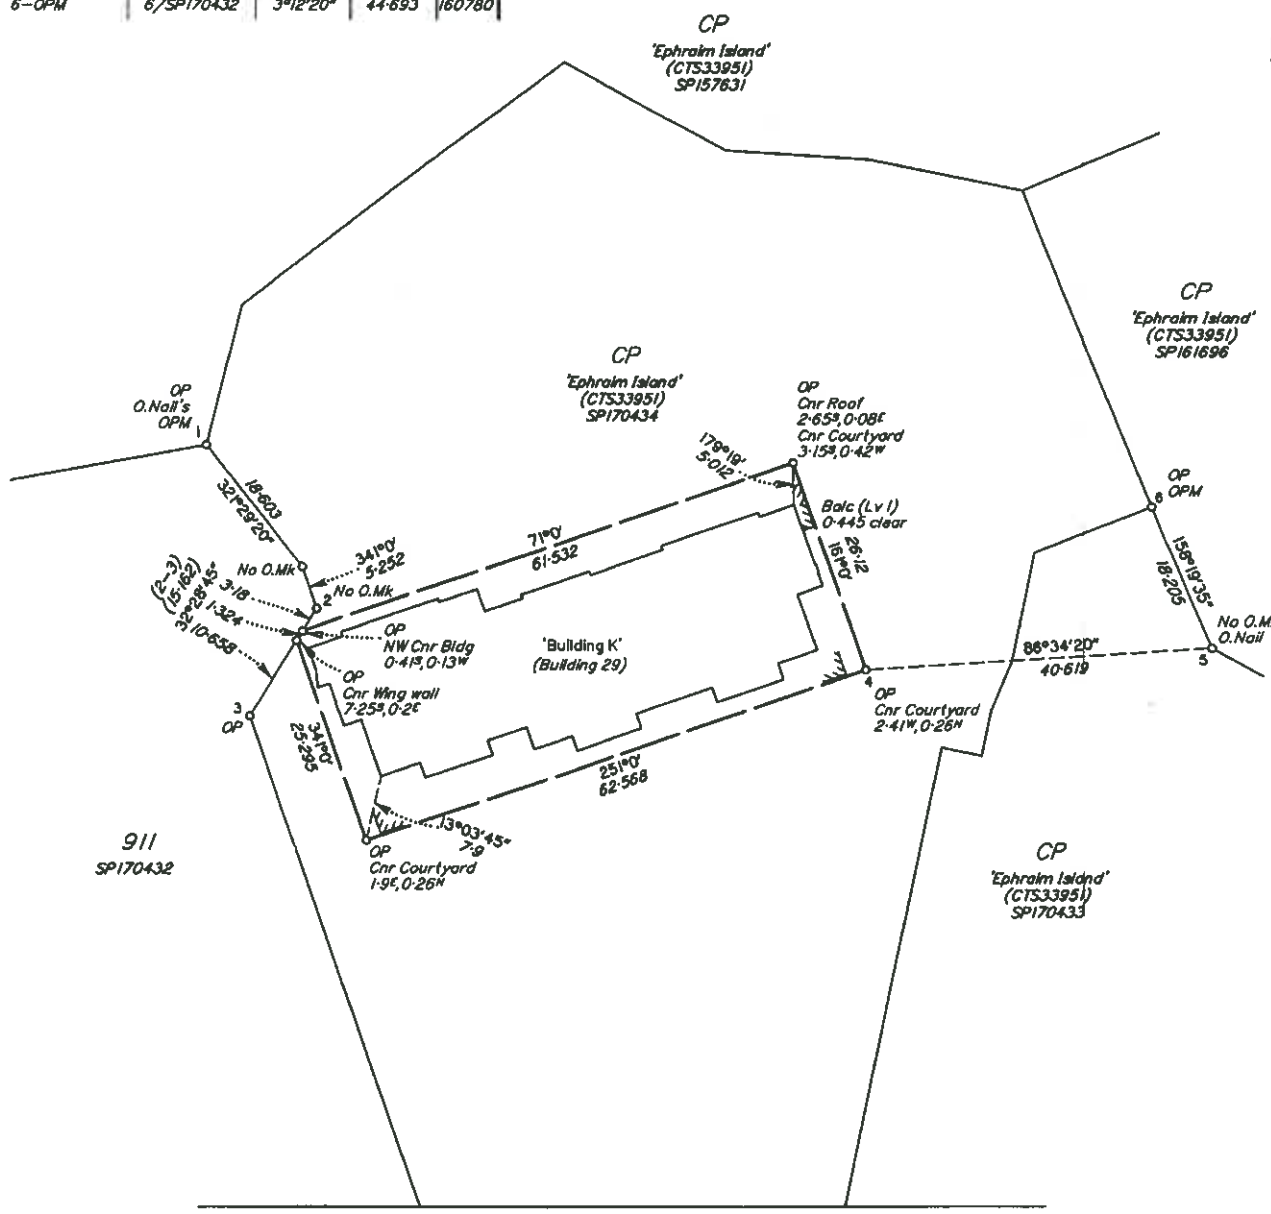 6-OPM 6/SP170432 3°12'20" 44·693 160780
CP
'Ephraim Island'
(CTS33951)
SP157631
CP
'Ephraim Island'
(CTS33951)
SP161696
CP
'Ephraim Island'
(CTS33951)
SP170434
OP
O.Nail's
OPM
1
18·603
321°29'20"
No O.Mk
341°0'
5·252
2
No O.Mk
(2-3)
(15·162)
32°28'45"
3·18
1·324
10·658
3
OP
OP
NW Cnr Bldg
0·41S, 0·13W
OP
Cnr Wing wall
7·25S, 0·2E
71°0'
61·532
179°19'
5·012
OP
Cnr Roof
2·65S, 0·08E
Cnr Courtyard
3·15S, 0·42W
Balc (Lv 1)
0·445 clear
26·12
161°0'
'Building K'
(Building 29)
OP
OPM
6
158°19'35"
18·205
No O.M
O.Nail
5
86°34'20"
40·619
4
OP
Cnr Courtyard
2·41W, 0·26N
341°0'
25·295
251°0'
62·568
13°03'45"
7·9
OP
Cnr Courtyard
1·9E, 0·26N
911
SP170432
CP
'Ephraim Island'
(CTS33951)
SP170433